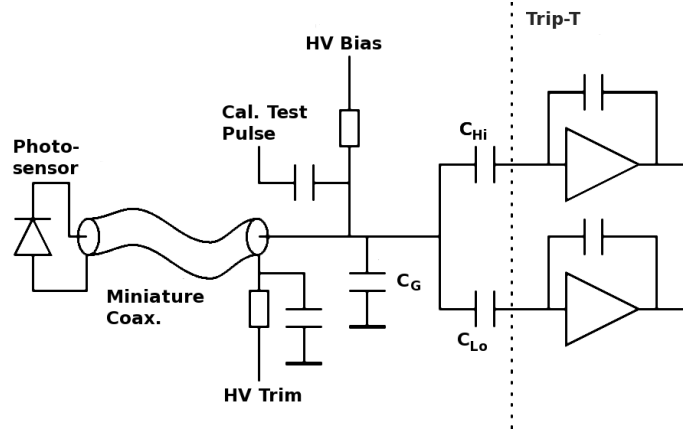 Trip-T
HV Bias
Cal. Test
Pulse
C_Hi
Photo-
sensor
Miniature
Coax.
C_G
C_Lo
HV Trim